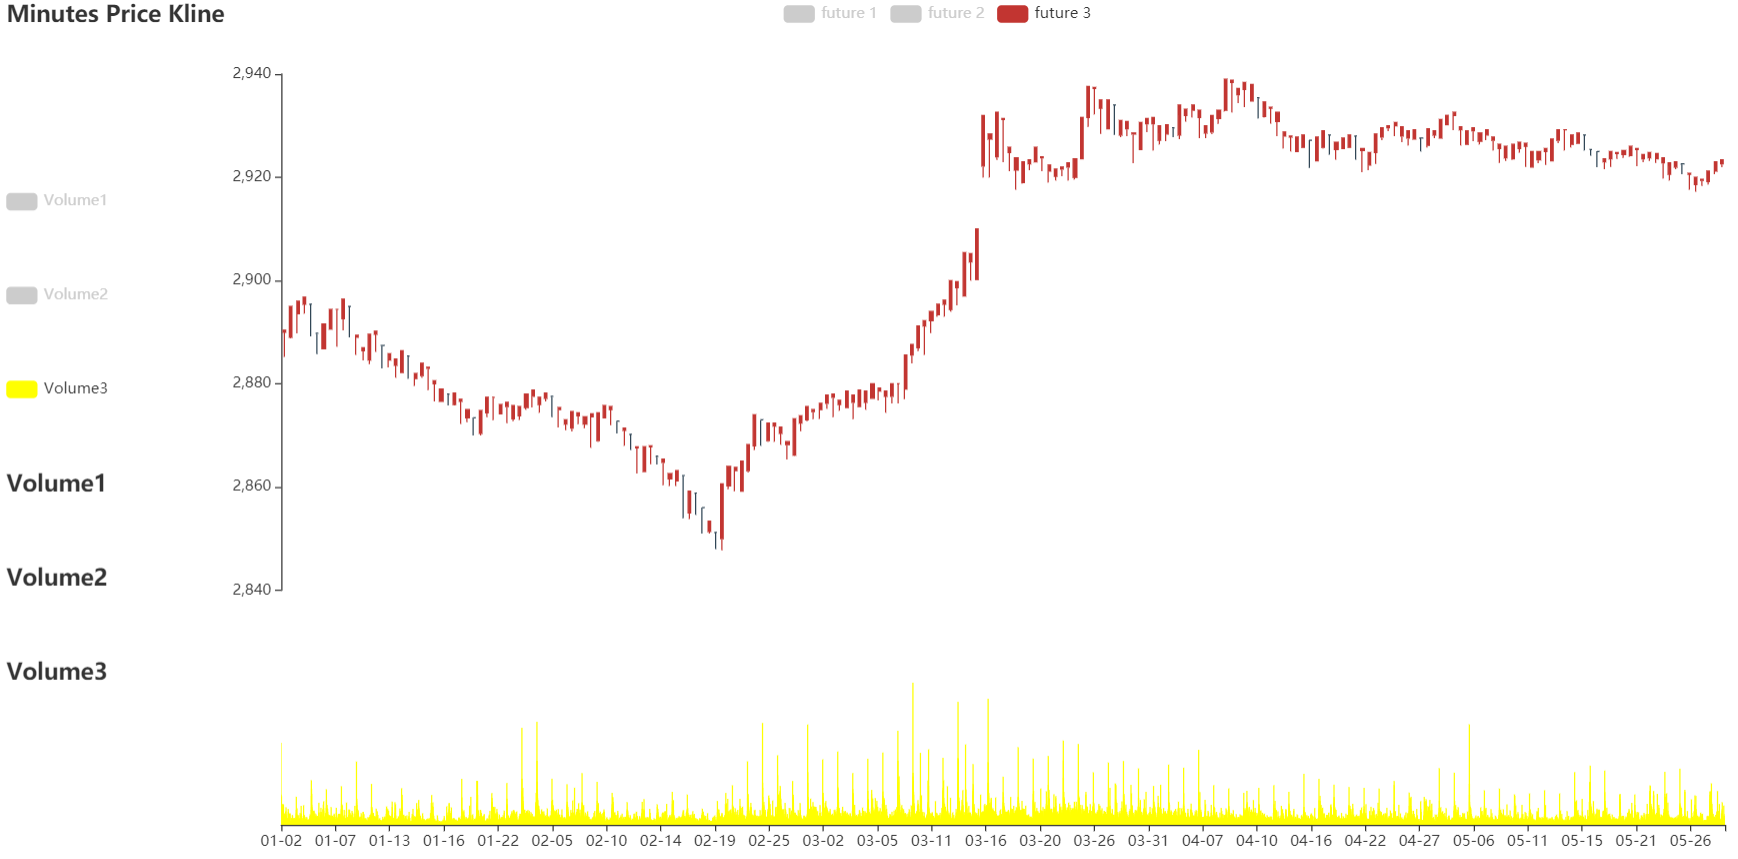 Minutes Price Kline
future 1 future 2 future 3
2,940
2,920
Volume1
2,900
Volume2
2,880
Volume3
2,860
Volume1
Volume2
2,840
Volume3
01-02 01-07 01-13 01-16 01-22 02-05 02-10 02-14 02-19 02-25 03-02 03-05 03-11 03-16 03-20 03-26 03-31 04-07 04-10 04-16 04-22 04-27 05-06 05-11 05-15 05-21 05-26